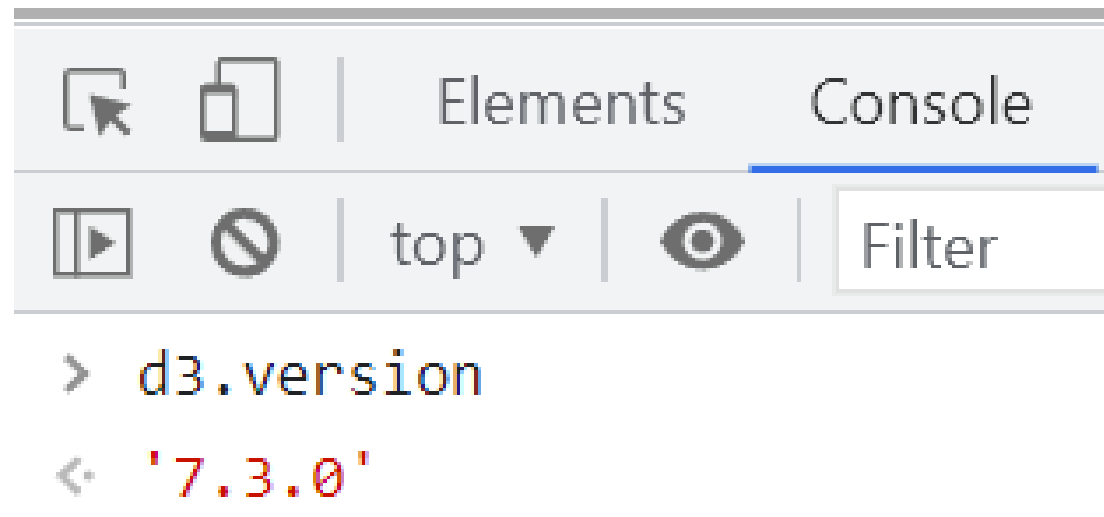 Elements Console
top ▼ Filter
> d3.version
'7.3.0'